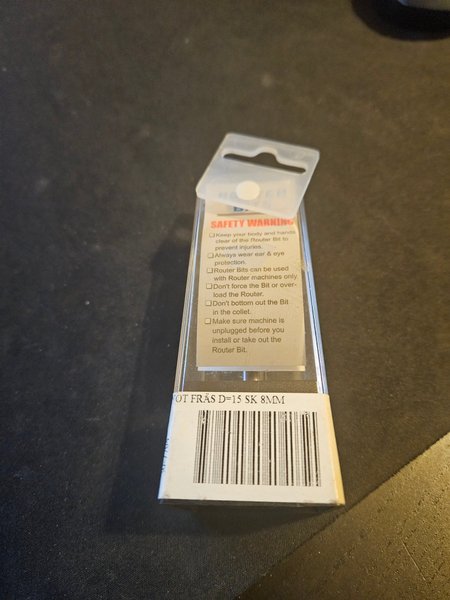 SAFETY WARNING
Keep your body and hands
clear of the Router Bit to
prevent injuries.
Always wear ear & eye
protection.
Router Bits can be used
with Router machines only.
Don't force the Bit or over-
load the Router.
Don't bottom out the Bit
in the collet.
Make sure machine is
unplugged before you
install or take out the
Router Bit.
OT FRÄS D=15 SK 8MM